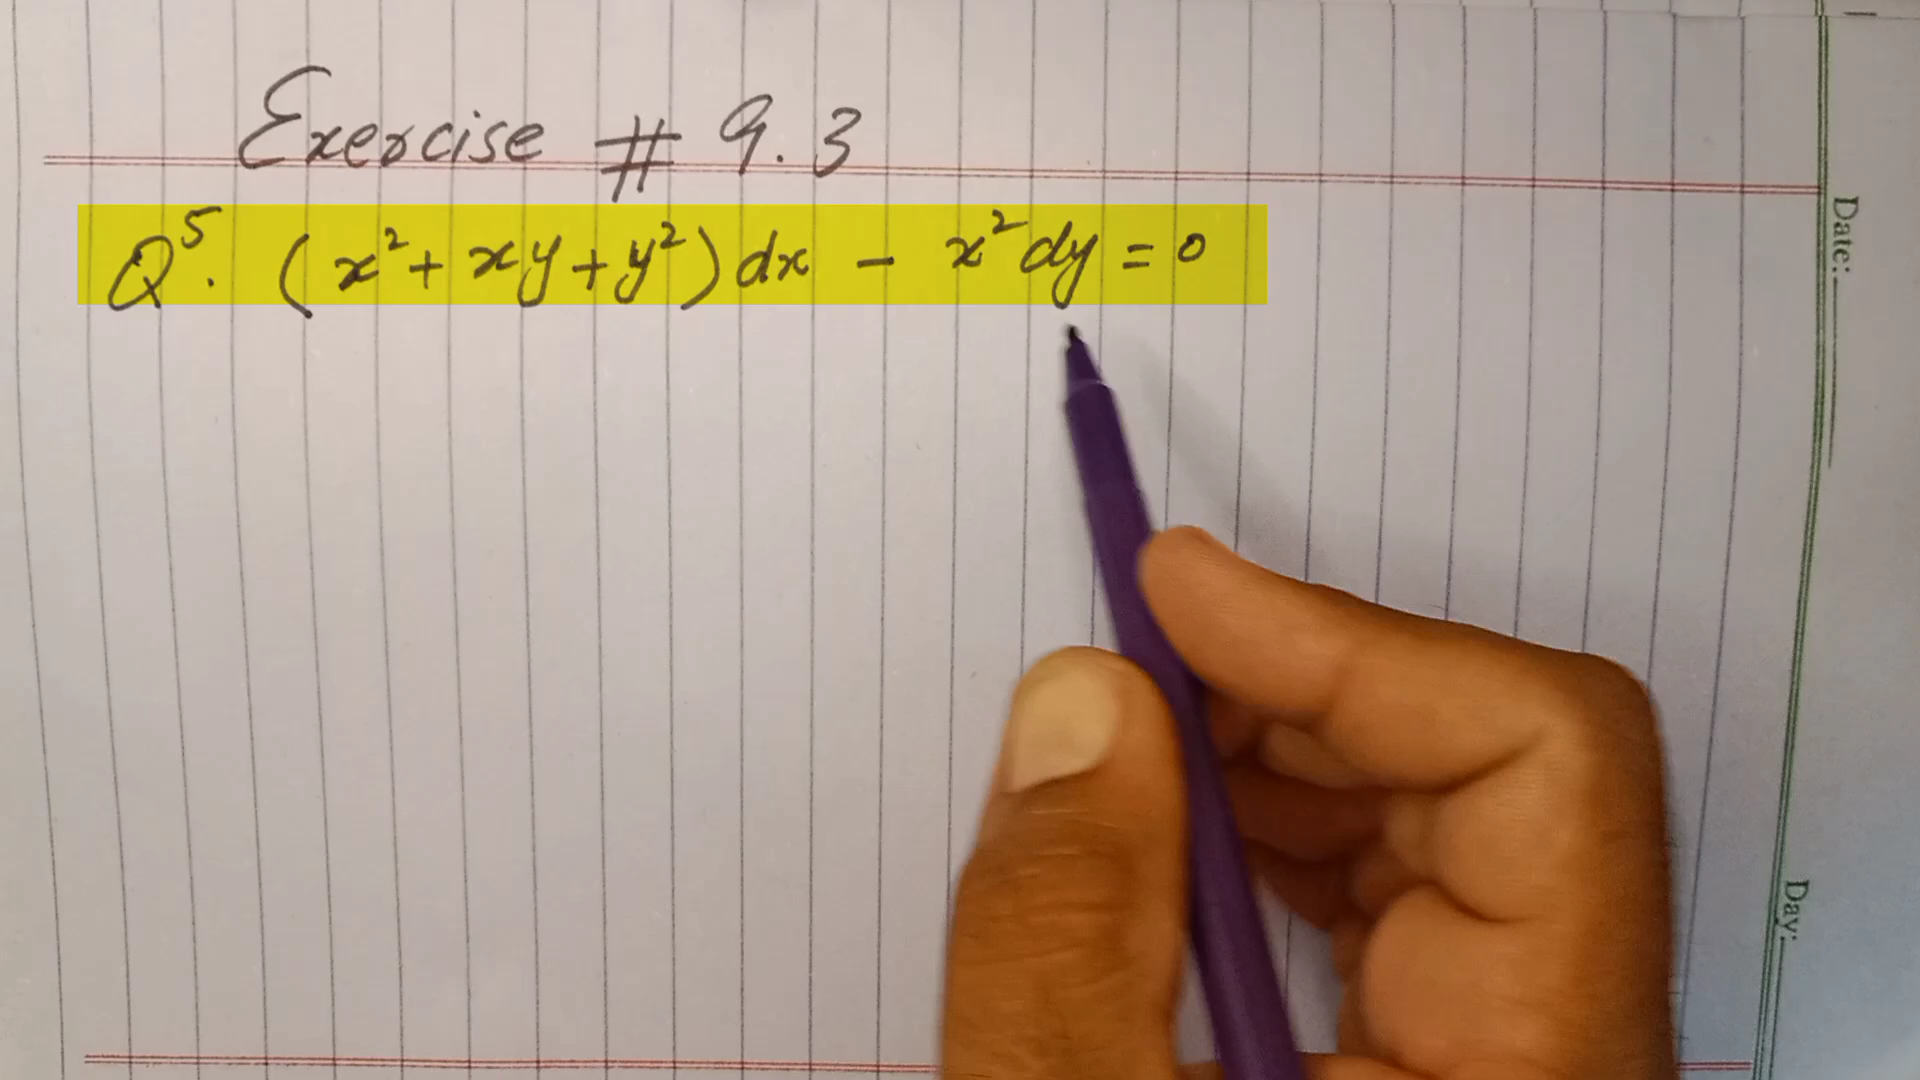 Exercise # 9.3
Q5. (x²+ xy+y²)dx - x²dy = 0
Date:
Day: